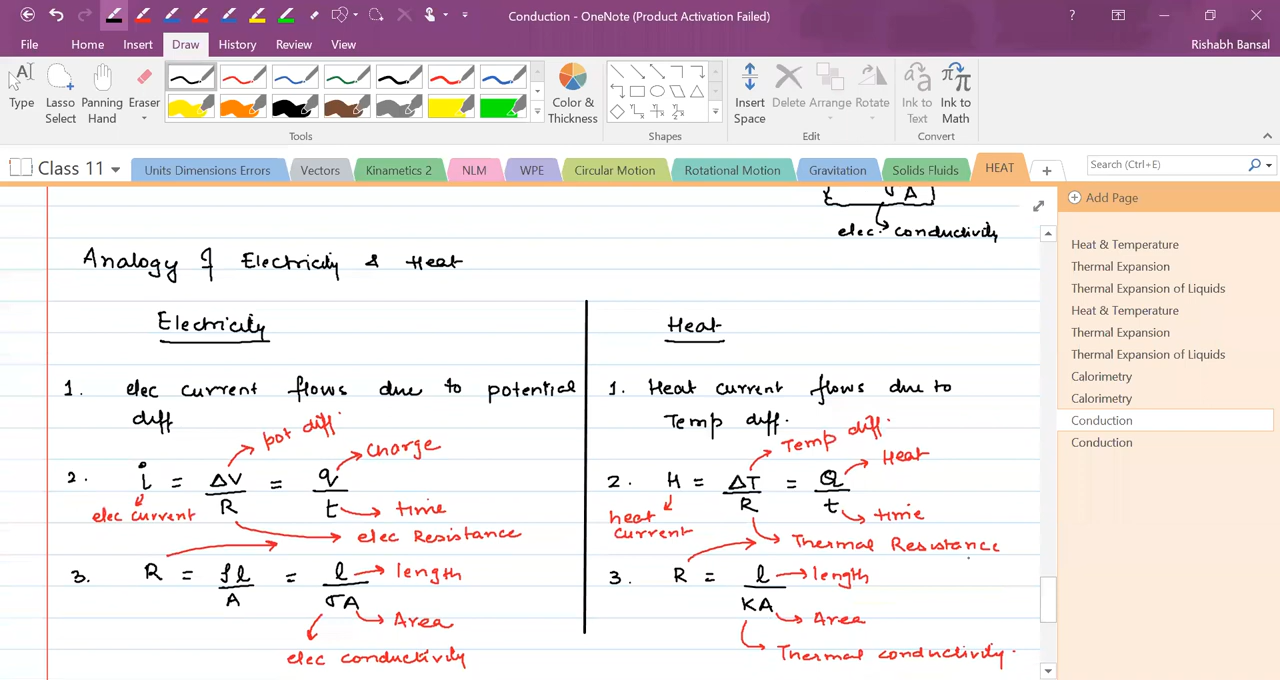 Conduction - OneNote (Product Activation Failed)
?
File Home Insert Draw History Review View
Rishabh Bansal
Type
Lasso Select
Panning Hand
Eraser
Color & Thickness
Insert Space
Delete
Arrange
Rotate
Ink to Text
Ink to Math
Tools
Shapes
Edit
Convert
Class 11
Units Dimensions Errors
Vectors
Kinametics 2
NLM
WPE
Circular Motion
Rotational Motion
Gravitation
Solids Fluids
HEAT
Search (Ctrl+E)
Add Page
Heat & Temperature
Thermal Expansion
Thermal Expansion of Liquids
Heat & Temperature
Thermal Expansion
Thermal Expansion of Liquids
Calorimetry
Calorimetry
Conduction
Conduction
σ A
elec. conductivity
Analogy of Electricity & Heat
Electricity
1. elec current flows due to potential
diff
pot diff
charge
2. i = ΔV/R = q/t
elec current
time
elec Resistance
3. R = ρl/A = l/σA
length
Area
elec conductivity
Heat
1. Heat current flows due to
Temp diff.
Temp diff.
Heat
2. H = ΔT/R = Q/t
heat
current
time
Thermal Resistance
3. R = l/KA
length
Area
Thermal conductivity.